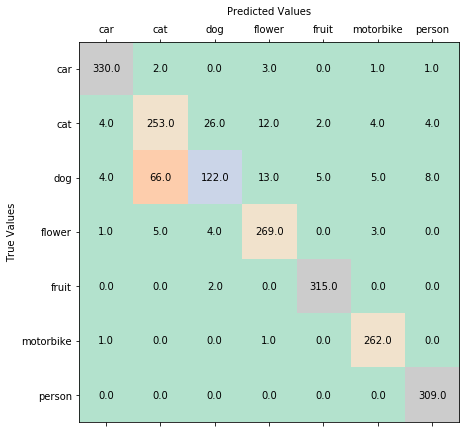 Predicted Values
car cat dog flower fruit motorbike person
car 330.0 2.0 0.0 3.0 0.0 1.0 1.0
cat 4.0 253.0 26.0 12.0 2.0 4.0 4.0
dog 4.0 66.0 122.0 13.0 5.0 5.0 8.0
flower 1.0 5.0 4.0 269.0 0.0 3.0 0.0
fruit 0.0 0.0 2.0 315.0 0.0 0.0
motorbike 1.0 0.0 0.0 1.0 0.0 262.0 0.0
person 0.0 0.0 0.0 0.0 0.0 0.0 309.0
True Values